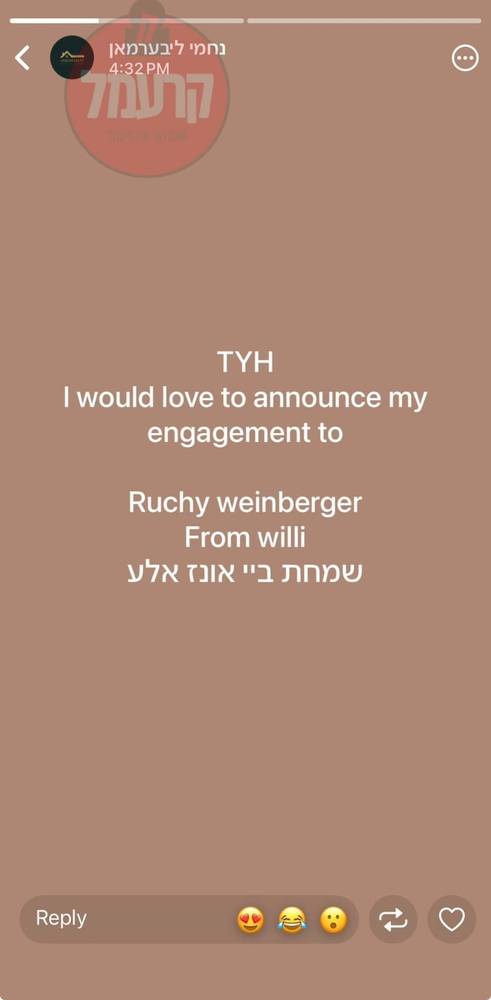 נחמי ליבערמאן
4:32 PM
קרעמל
TYH
I would love to announce my
engagement to
Ruchy weinberger
From willi
שמחת ביי אונז אלע
Reply